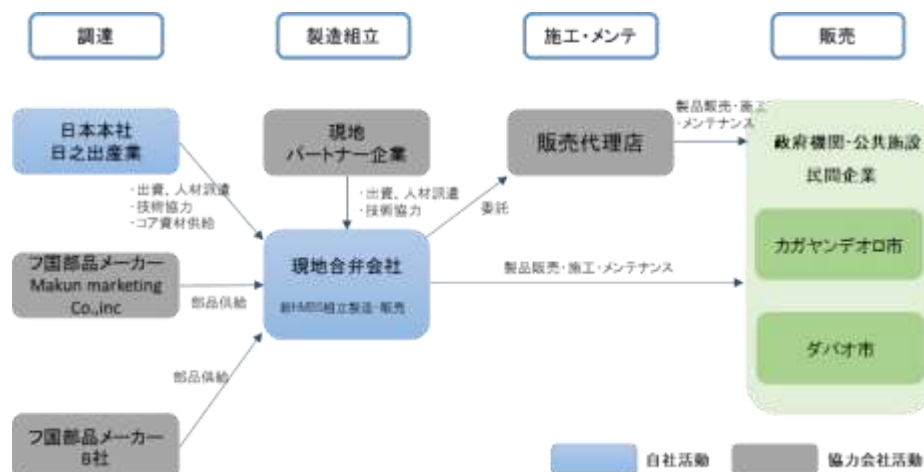 調達
製造組立
施工・メンテ
販売
日本本社
日之出産業
現地
パートナー企業
販売代理店
製品販売・施工
・メンテナンス
政府機関・公共施設
民間企業
・出資、人材派遣
・技術協力
・コア資材供給
・出資、人材派遣
・技術協力
委託
フ国部品メーカー
Makun marketing
Co.,inc
部品供給
現地合弁会社
組立製造・販売
製品販売・施工・メンテナンス
カガヤンデオロ市
ダバオ市
部品供給
フ国部品メーカー
B社
自社活動
協力会社活動